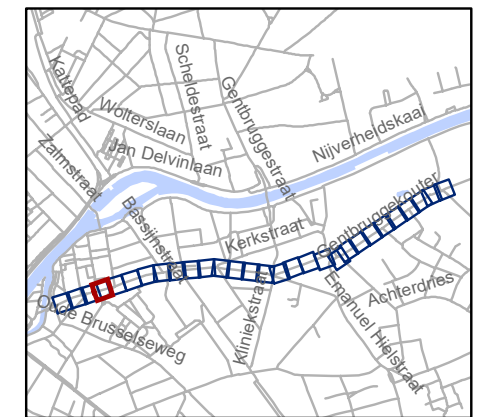 Kattepad
Scheldestraat
Gentbruggestraat
Wolterslaan
Nijverheidskaai
Jan Delvinlaan
Zalmstraat
Bassijnstraat
Kerkstraat
Gentbruggekouter
Achterdries
Oude Brusselseweg
Kliniekstraat
Emanuel Hielstraat